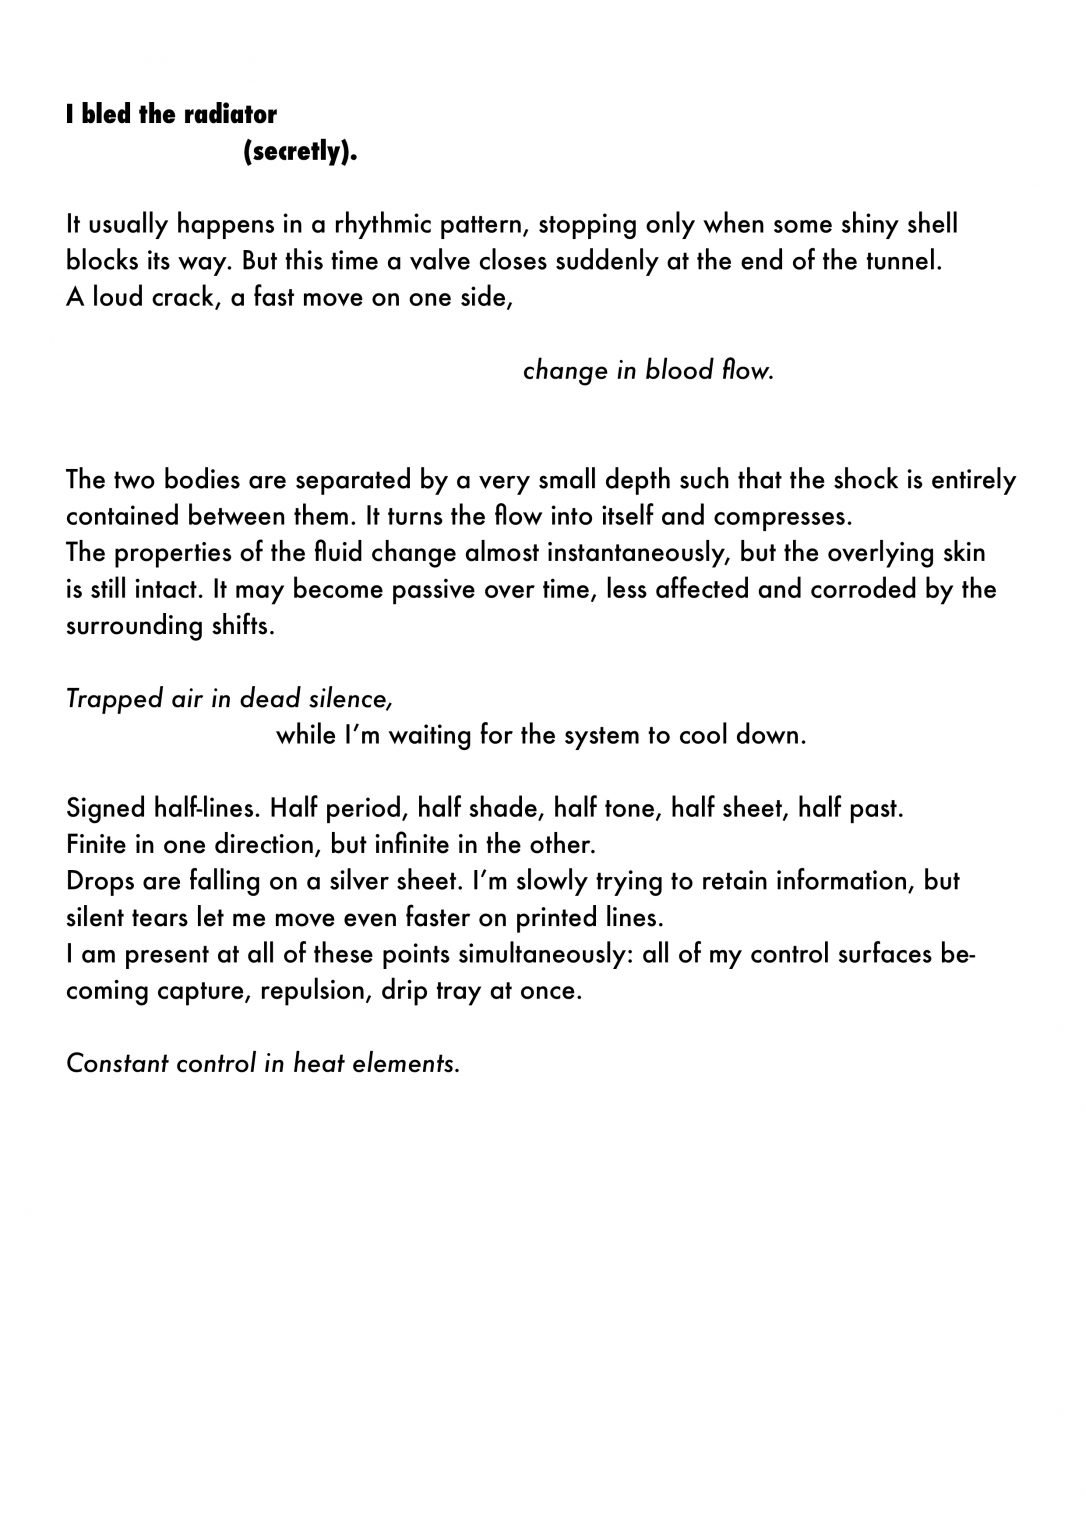 I bled the radiator
(secretly).
It usually happens in a rhythmic pattern, stopping only when some shiny shell
blocks its way. But this time a valve closes suddenly at the end of the tunnel.
A loud crack, a fast move on one side,
change in blood flow.
The two bodies are separated by a very small depth such that the shock is entirely
contained between them. It turns the flow into itself and compresses.
The properties of the fluid change almost instantaneously, but the overlying skin
is still intact. It may become passive over time, less affected and corroded by the
surrounding shifts.
Trapped air in dead silence,
while I’m waiting for the system to cool down.
Signed half-lines. Half period, half shade, half tone, half sheet, half past.
Finite in one direction, but infinite in the other.
Drops are falling on a silver sheet. I’m slowly trying to retain information, but
silent tears let me move even faster on printed lines.
I am present at all of these points simultaneously: all of my control surfaces be-
coming capture, repulsion, drip tray at once.
Constant control in heat elements.